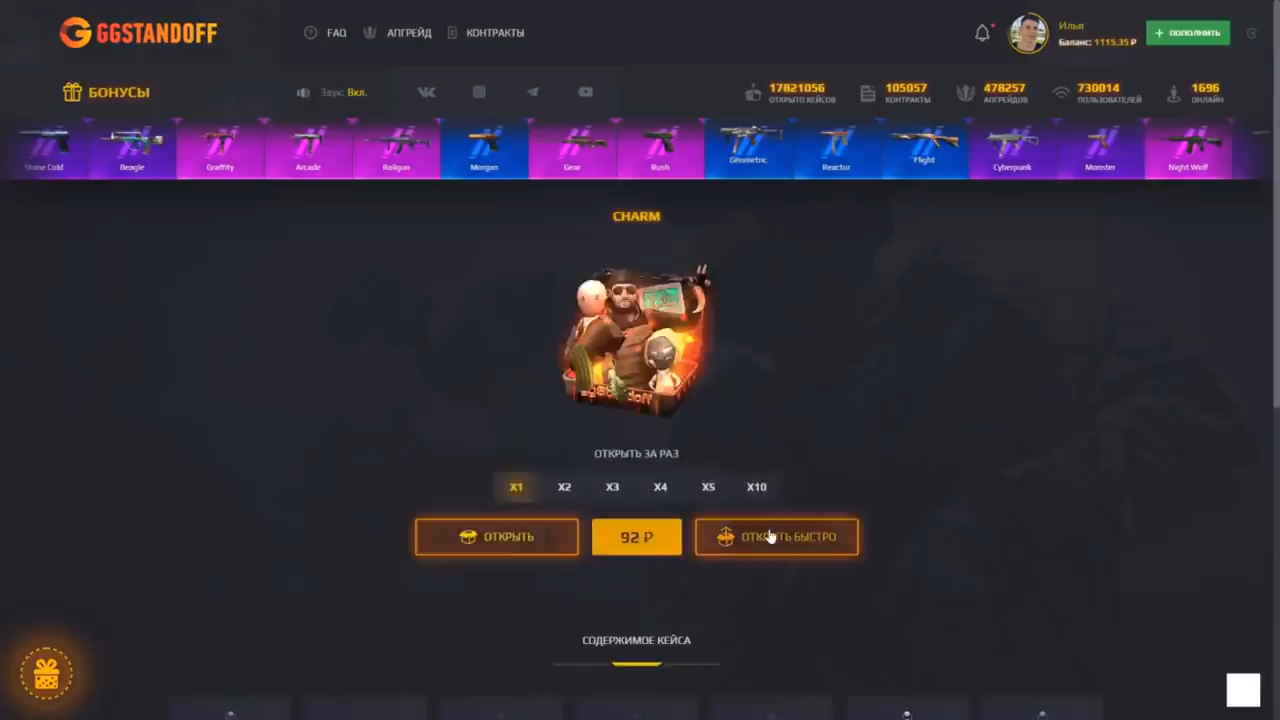 GGSTANDOFF
FAQ
АПГРЕЙД
КОНТРАКТЫ
Илья
Баланс: 1115.35 ₽
+ ПОПОЛНИТЬ
БОНУСЫ
Звук: Вкл.
17821056
ОТКРЫТО КЕЙСОВ
105057
КОНТРАКТЫ
478257
АПГРЕЙДОВ
730014
ПОЛЬЗОВАТЕЛЕЙ
1696
ОНЛАЙН
Stone Cold
Beagle
Graffity
Arcade
Railgun
Morgan
Gear
Rush
Geometric
Reactor
Flight
Cyberpunk
Monster
Night Wolf
CHARM
ОТКРЫТЬ ЗА РАЗ
X1
X2
X3
X4
X5
X10
ОТКРЫТЬ
92 ₽
ОТКРЫТЬ БЫСТРО
СОДЕРЖИМОЕ КЕЙСА